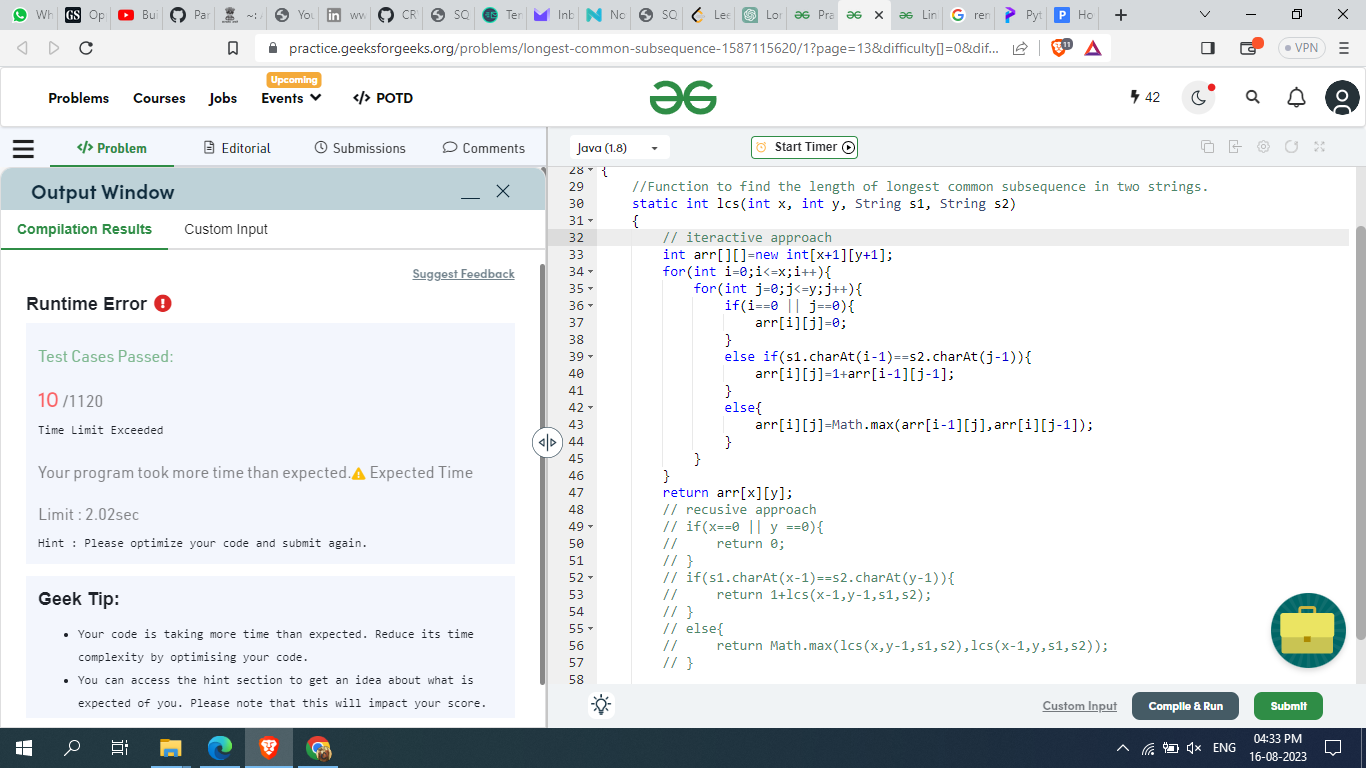 Wh
Op
Bui
Par
~: /
You
ww
CR
SQ
Ter
Inb
No
SQ
Lee
Lor
Pra
Lin
ren
Pyt
Ho
practice.geeksforgeeks.org/problems/longest-common-subsequence-1587115620/1?page=13&difficulty[]=0&dif...
11
VPN
Problems
Courses
Jobs
Upcoming
Events
</> POTD
42
</> Problem
Editorial
Submissions
Comments
Java (1.8)
Start Timer
Output Window
Compilation Results
Custom Input
Suggest Feedback
Runtime Error
Test Cases Passed:
10 /1120
Time Limit Exceeded
Your program took more time than expected. Expected Time
Limit : 2.02sec
Hint : Please optimize your code and submit again.
Geek Tip:
• Your code is taking more time than expected. Reduce its time
complexity by optimising your code.
• You can access the hint section to get an idea about what is
expected of you. Please note that this will impact your score.
28 {
29 //Function to find the length of longest common subsequence in two strings.
30 static int lcs(int x, int y, String s1, String s2)
31 {
32 // iteractive approach
33 int arr[][]=new int[x+1][y+1];
34 for(int i=0;i<=x;i++){
35 for(int j=0;j<=y;j++){
36 if(i==0 || j==0){
37 arr[i][j]=0;
38 }
39 else if(s1.charAt(i-1)==s2.charAt(j-1)){
40 arr[i][j]=1+arr[i-1][j-1];
41 }
42 else{
43 arr[i][j]=Math.max(arr[i-1][j],arr[i][j-1]);
44 }
45 }
46 }
47 return arr[x][y];
48 // recusive approach
49 // if(x==0 || y ==0){
50 // return 0;
51 // }
52 // if(s1.charAt(x-1)==s2.charAt(y-1)){
53 // return 1+lcs(x-1,y-1,s1,s2);
54 // }
55 // else{
56 // return Math.max(lcs(x,y-1,s1,s2),lcs(x-1,y,s1,s2));
57 // }
58
Custom Input
Compile & Run
Submit
ENG
04:33 PM
16-08-2023